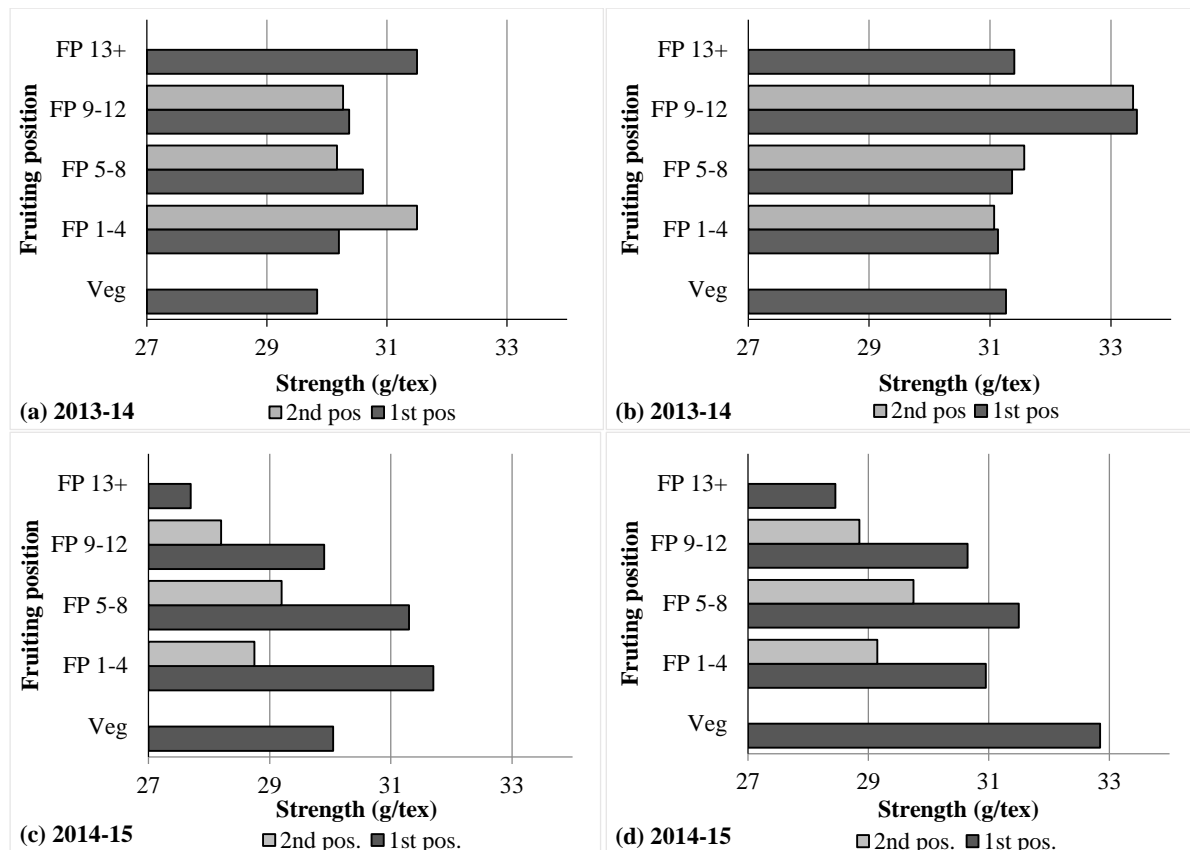 Fruiting position
FP 13+
FP 9-12
FP 5-8
FP 1-4
Veg
27 29 31 33
Strength (g/tex)
(a) 2013-14
2nd pos 1st pos
Fruiting position
FP 13+
FP 9-12
FP 5-8
FP 1-4
Veg
27 29 31 33
Strength (g/tex)
(b) 2013-14
2nd pos 1st pos
Fruiting position
FP 13+
FP 9-12
FP 5-8
FP 1-4
Veg
27 29 31 33
Strength (g/tex)
(c) 2014-15
2nd pos. 1st pos.
Fruting position
FP 13+
FP 9-12
FP 5-8
FP 1-4
Veg
27 29 31 33
Strength (g/tex)
(d) 2014-15
2nd pos. 1st pos.